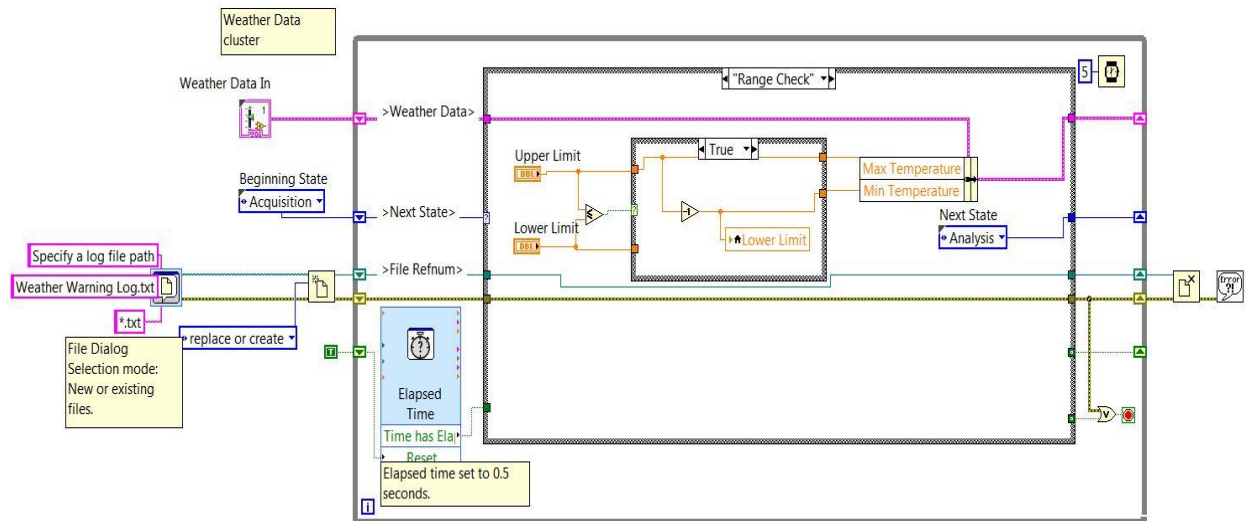 Weather Data
cluster
Weather Data In
1
"Range Check"
5
>Weather Data>
True
Upper Limit
DBL
Max Temperature
Min Temperature
Beginning State
Acquisition
>Next State>
?
≤
?
-1
Lower Limit
DBL
Lower Limit
Next State
Analysis
Specify a log file path
>File Refnum>
Weather Warning Log.txt
Error
?!
*.txt
replace or create
File Dialog
Selection mode:
New or existing
files.
T
?
Elapsed
Time
Time has Ela
Reset
V
Elapsed time set to 0.5
seconds.
i